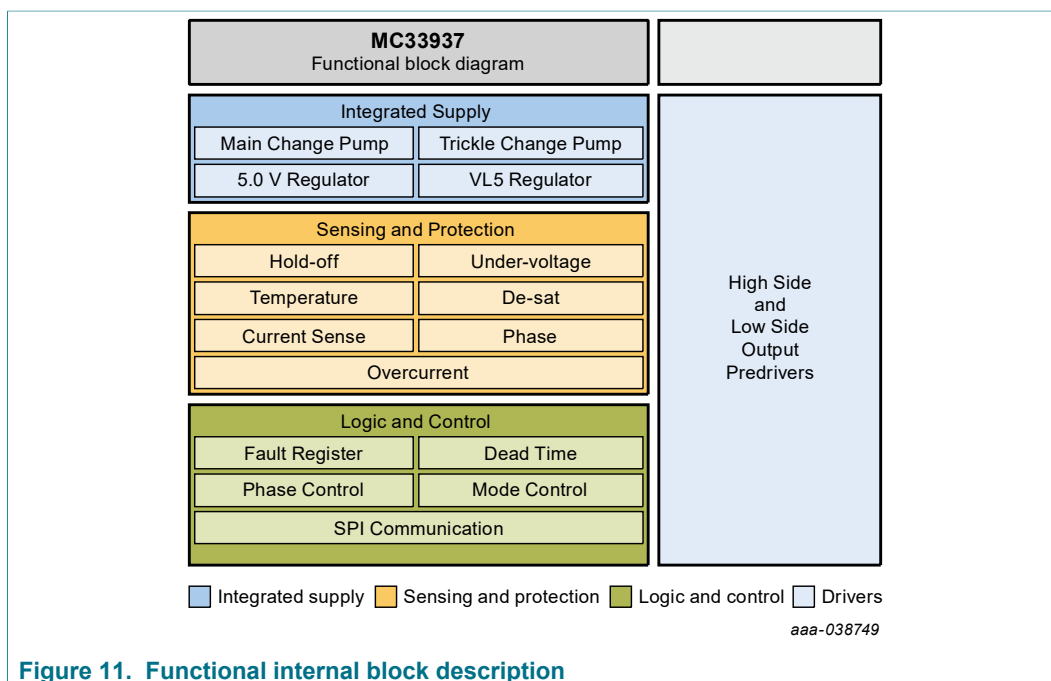 MC33937
Functional block diagram
Integrated Supply
Main Change Pump
Trickle Change Pump
5.0 V Regulator
VL5 Regulator
Sensing and Protection
Hold-off
Under-voltage
Temperature
De-sat
Current Sense
Phase
Overcurrent
Logic and Control
Fault Register
Dead Time
Phase Control
Mode Control
SPI Communication
High Side
and
Low Side
Output
Predrivers
Integrated supply
Sensing and protection
Logic and control
Drivers
aaa-038749
Figure 11. Functional internal block description